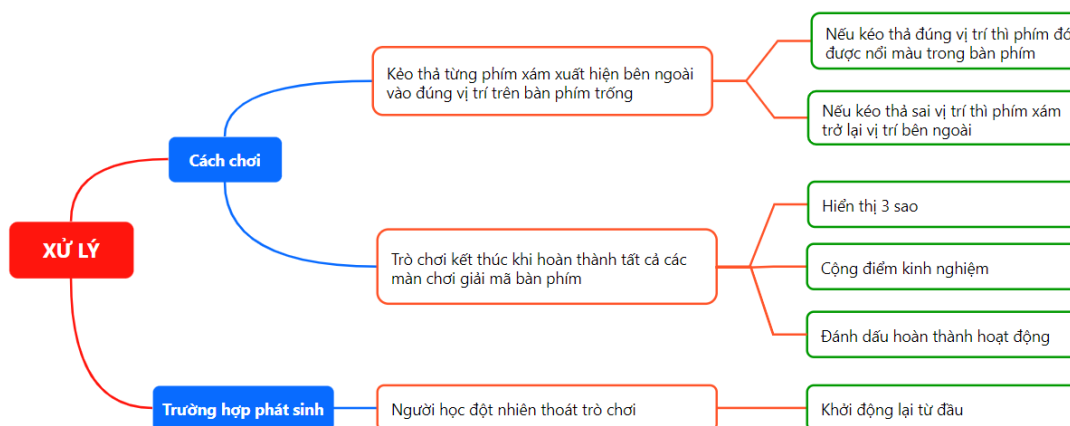 XỬ LÝ
Cách chơi
Kẻo thả từng phím xám xuất hiện bên ngoài
vào đúng vị trí trên bàn phím trống
Nếu kéo thả đúng vị trí thì phím đó
được nổi màu trong bàn phím
Nếu kéo thả sai vị trí thì phím xám
trở lại vị trí bên ngoài
Trò chơi kết thúc khi hoàn thành tất cả các
màn chơi giải mã bàn phím
Hiển thị 3 sao
Cộng điểm kinh nghiệm
Đánh dấu hoàn thành hoạt động
Trường hợp phát sinh
Người học đột nhiên thoát trò chơi
Khởi động lại từ đầu